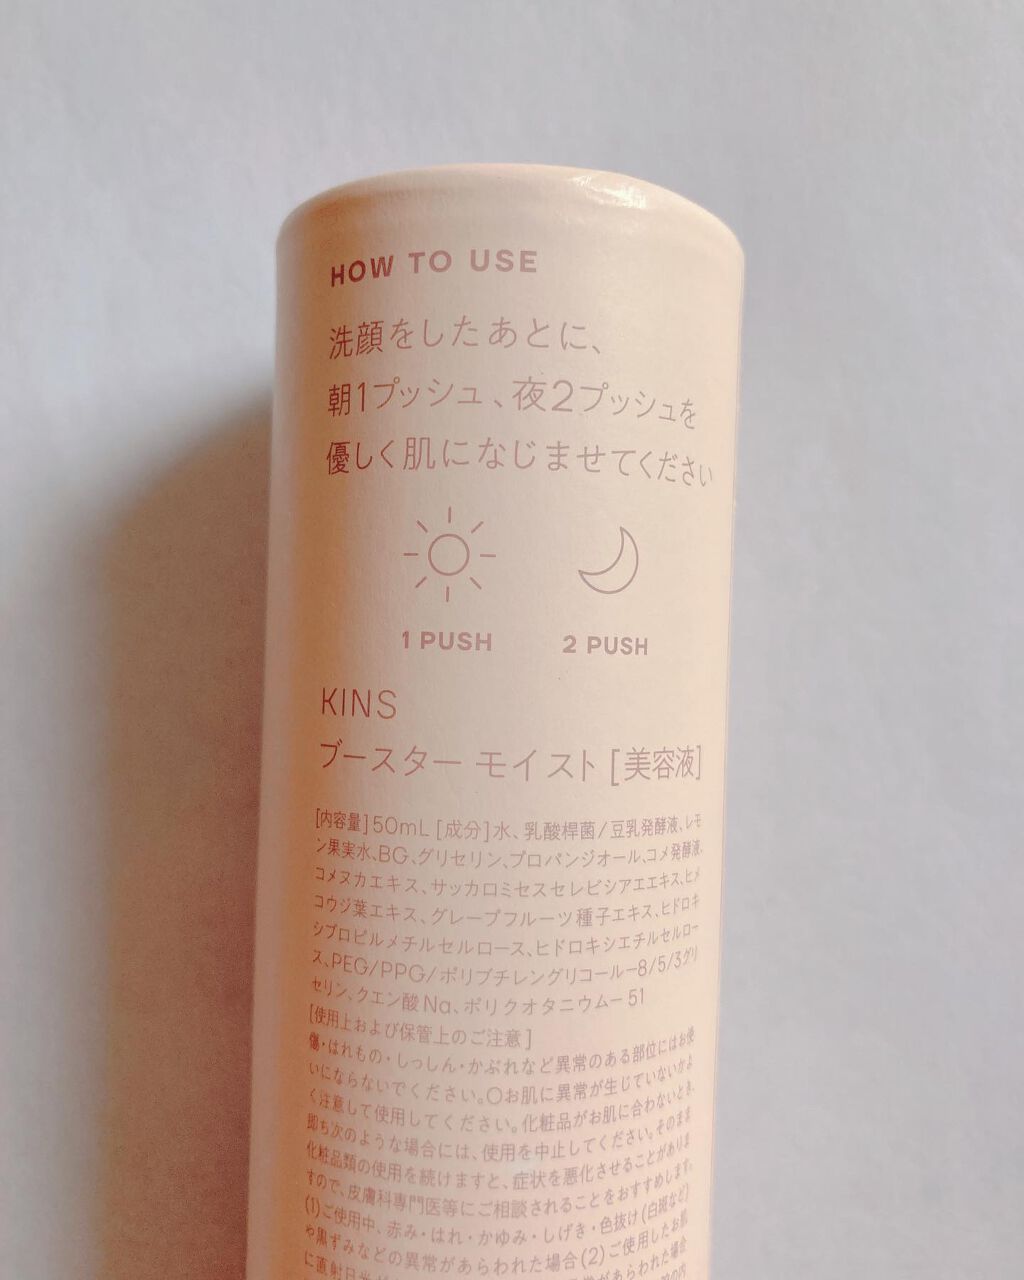 HOW TO USE
洗顔をしたあとに、
朝1プッシュ、夜2プッシュを
優しく肌になじませてください
1 PUSH
2 PUSH
KINS
ブースター モイスト [美容液]
[内容量]50mL [成分]水、乳酸桿菌/豆乳発酵液、レモ
ン果実水、BG、グリセリン、プロパンジオール、コメ発酵液、
コメヌカエキス、サッカロミセスセレビシアエエキス、ヒメ
コウジ葉エキス、グレープフルーツ種子エキス、ヒドロキ
シプロピルメチルセルロース、ヒドロキシエチルセルロー
ス、PEG/PPG/ポリブチレングリコール-8/5/3グリ
セリン、クエン酸Na、ポリクオタニウム-51
[使用上および保管上のご注意]
傷・はれもの・しっしん・かぶれなど異常のある部位にはお使
いにならないでください。〇お肌に異常が生じていないかよ
く注意して使用してください。化粧品がお肌に合わないとき、
即ち次のような場合には、使用を中止してください。そのまま
化粧品類の使用を続けますと、症状を悪化させることがありま
すので、皮膚科専門医等にご相談されることをおすすめします。
(1)ご使用中、赤み・はれ・かゆみ・しげき・色抜け(白斑など)
や黒ずみなどの異常があらわれた場合(2)ご使用したお肌
に直射日光が 異常があらわれた場合